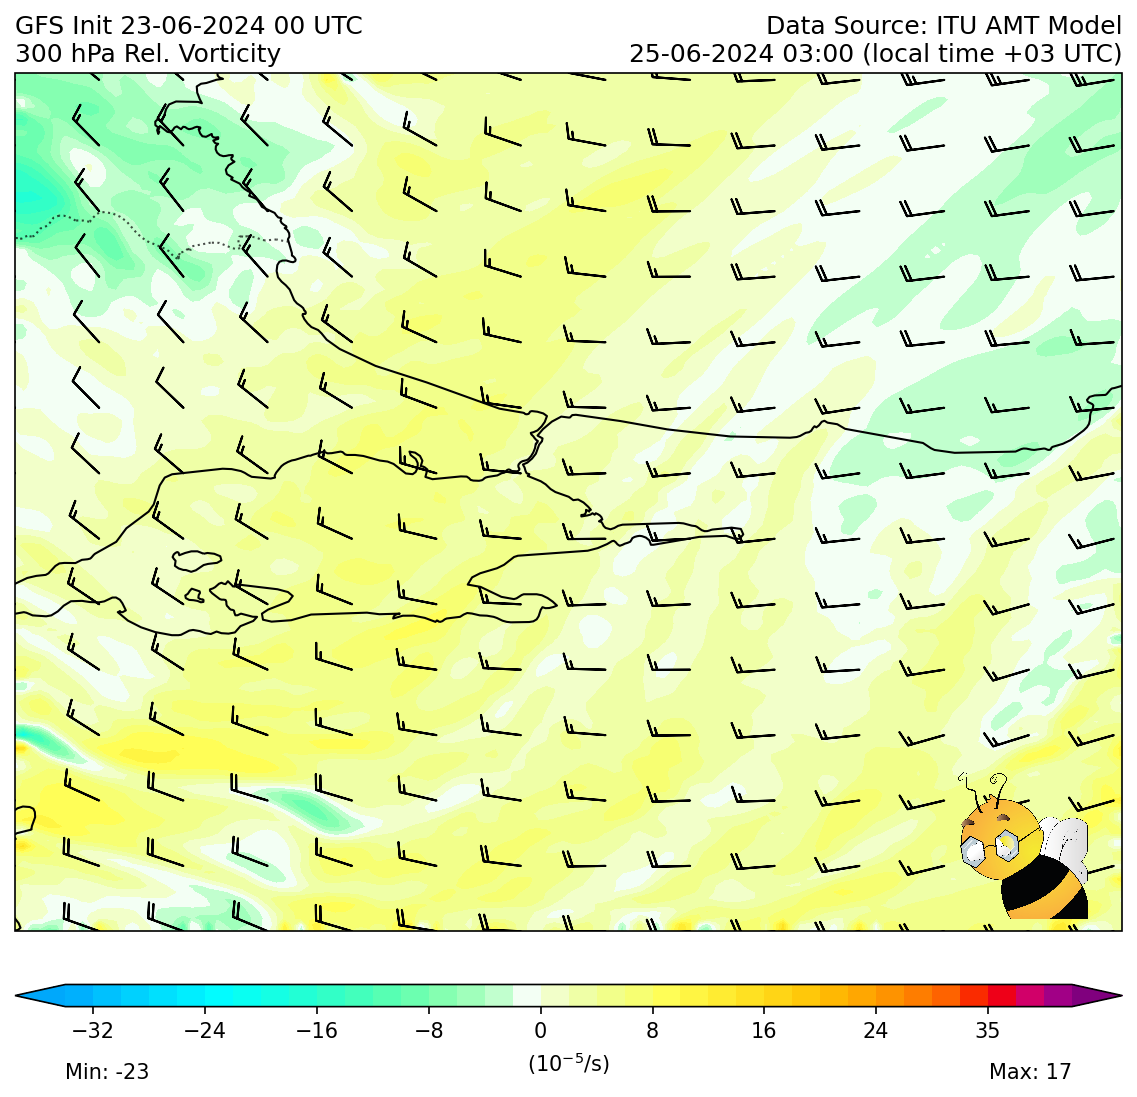 GFS Init 23-06-2024 00 UTC
Data Source: ITU AMT Model
300 hPa Rel. Vorticity
25-06-2024 03:00 (local time +03 UTC)
−32 −24 −16 −8 0 8 16 24 35
(10⁻⁵/s)
Min: -23
Max: 17